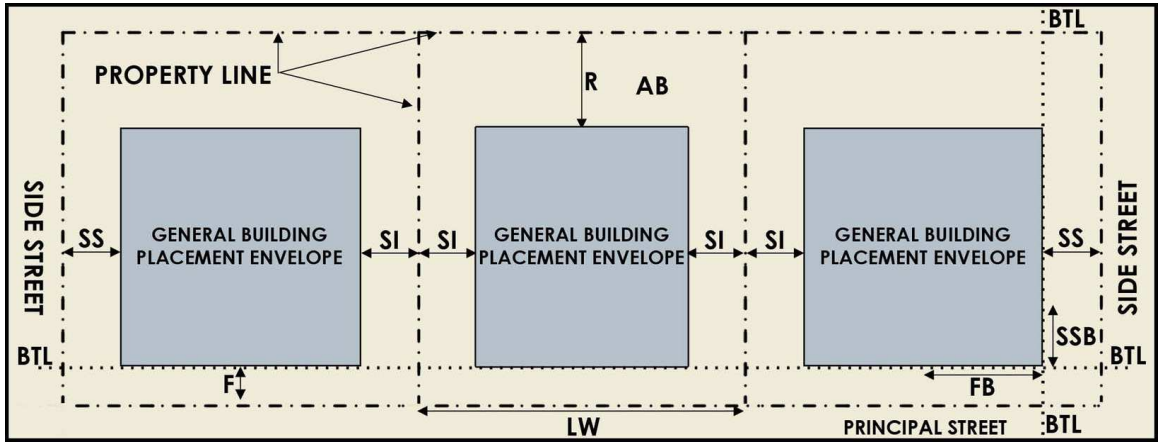 BTL
PROPERTY LINE
R
AB
SIDE STREET
SS
GENERAL BUILDING
PLACEMENT ENVELOPE
SI
SI
GENERAL BUILDING
PLACEMENT ENVELOPE
SI
SI
GENERAL BUILDING
PLACEMENT ENVELOPE
SS
SIDE STREET
SSB
BTL
BTL
F
FB
LW
PRINCIPAL STREET
BTL